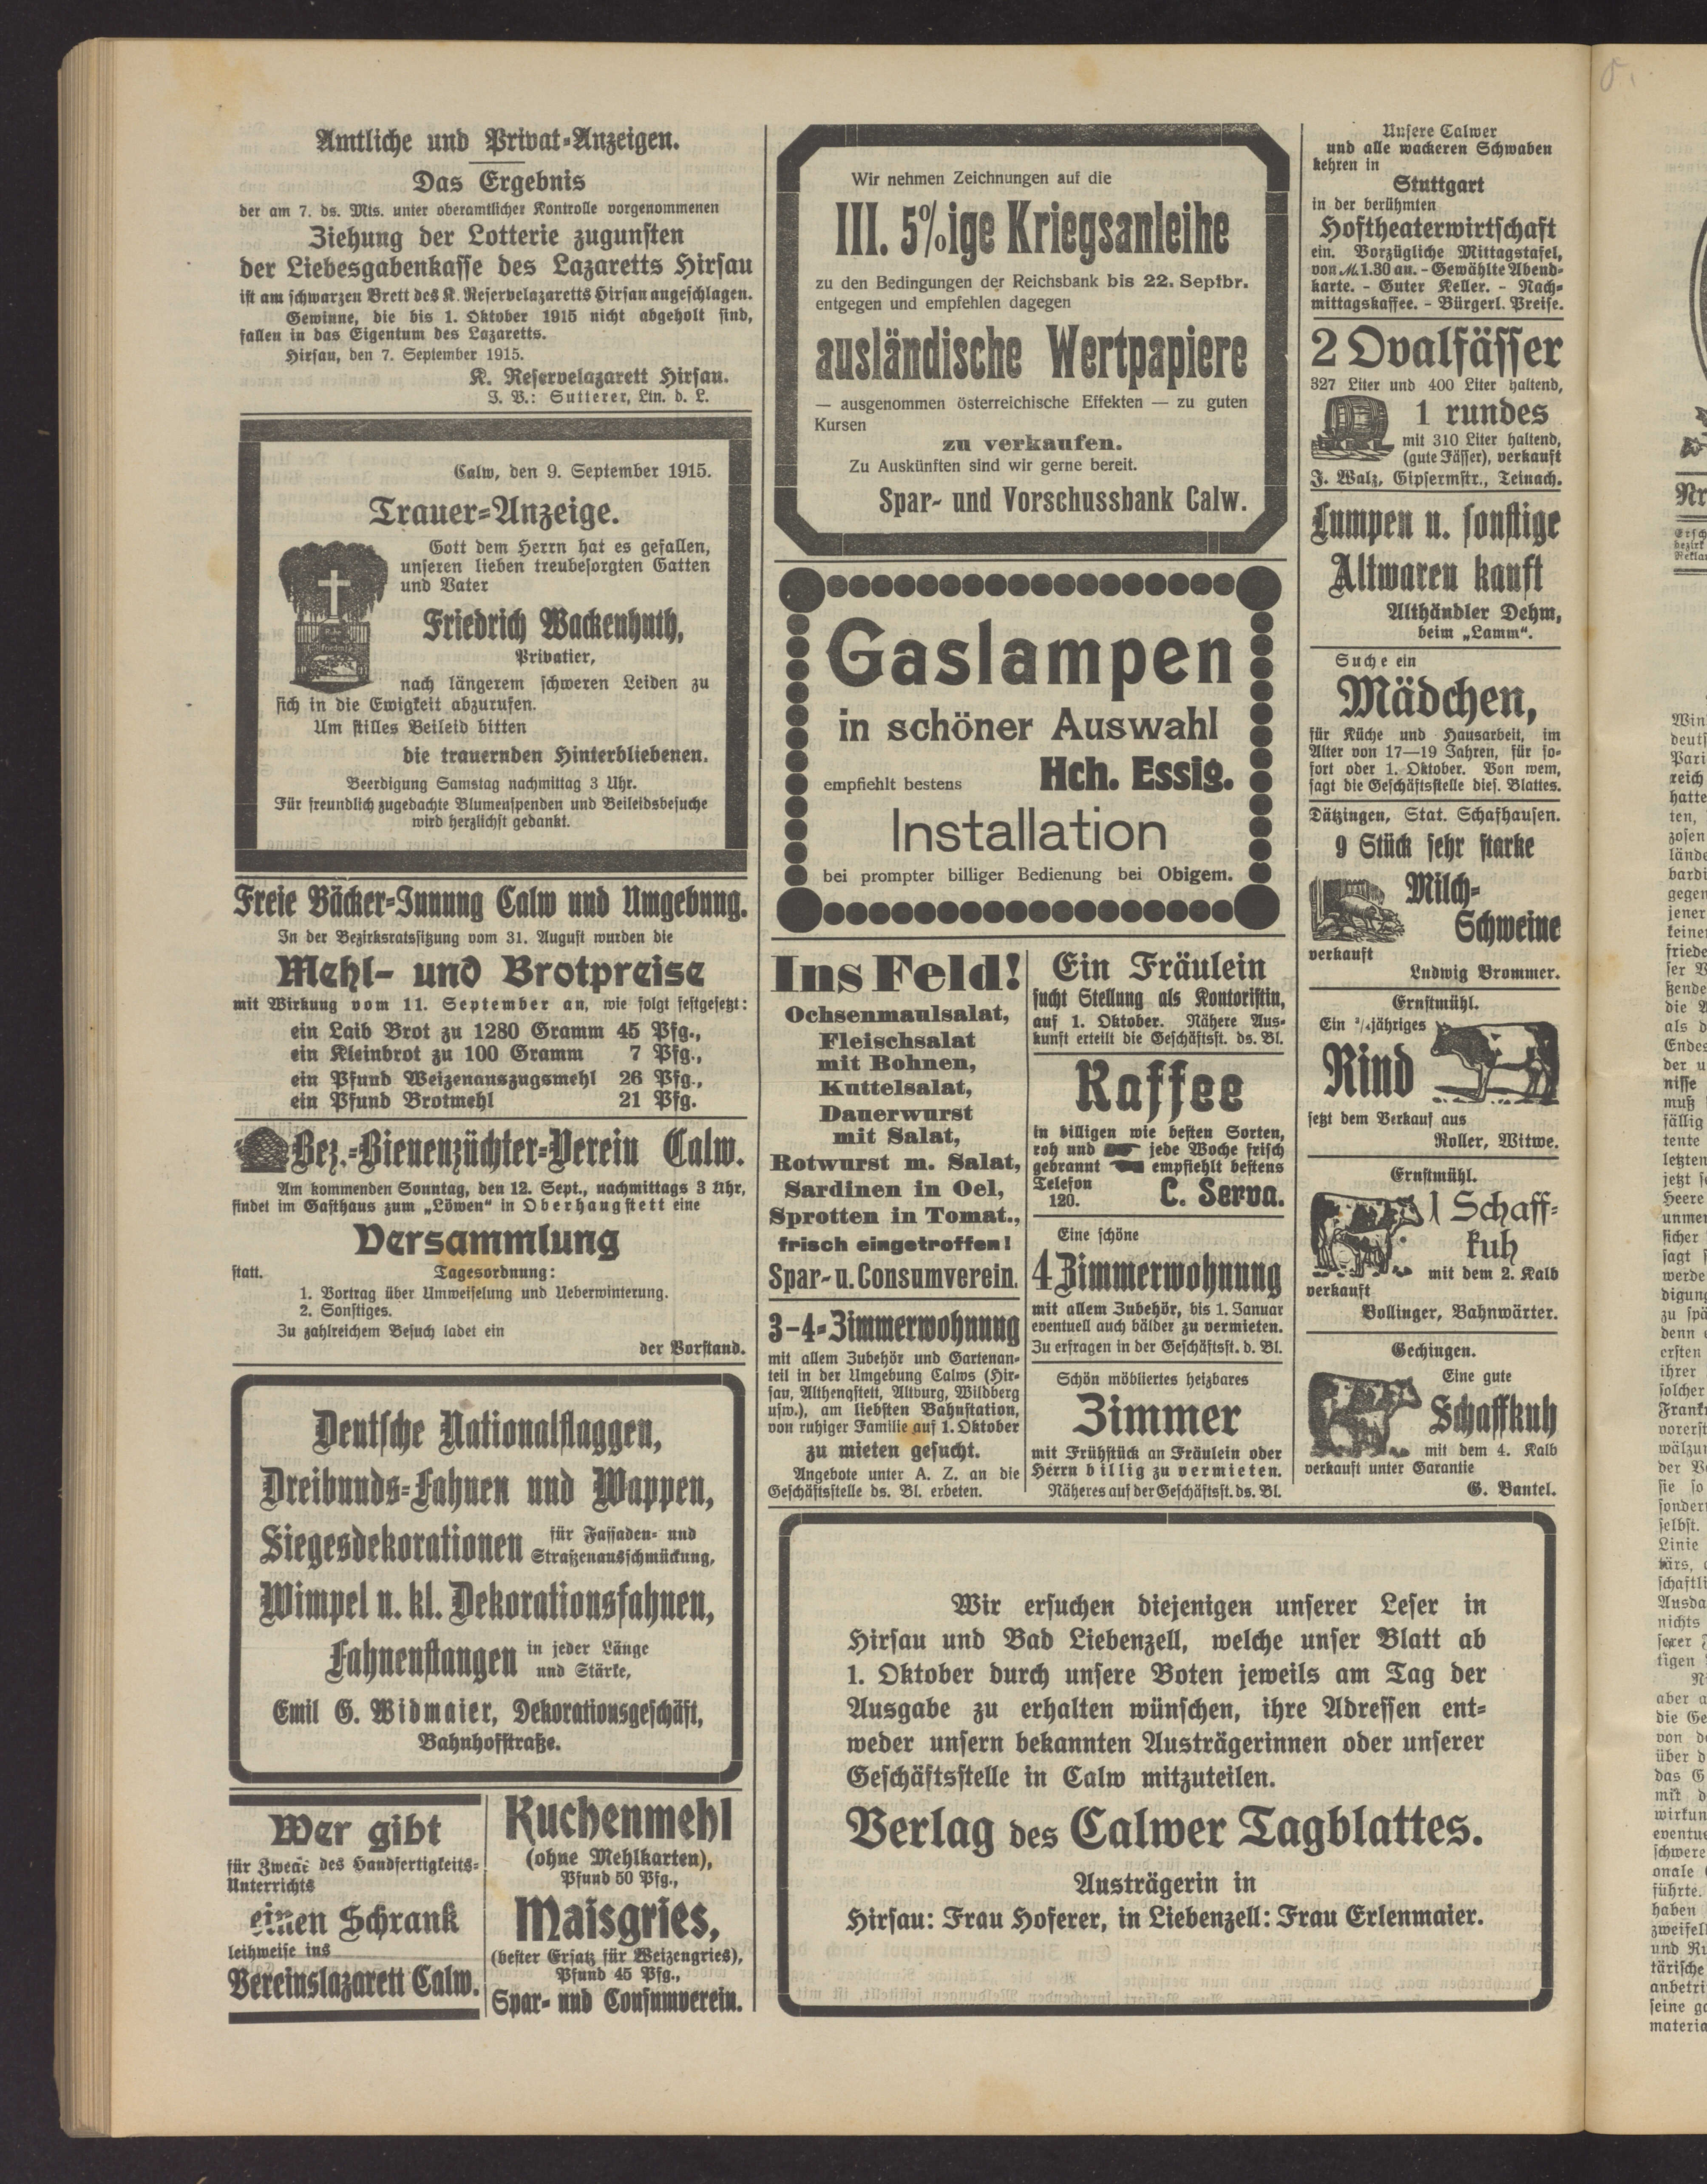 Amtliche und Privat-Anzeigen.
Das Ergebnis
der am 7. ds. Mts. unter oberamtlicher Kontrolle vorgenommenen
Ziehung der Lotterie zugunsten
der Liebesgabenkasse des Lazaretts Hirsau
ist am schwarzen Brett des K. Reservelazaretts Hirsau angeschlagen.
Gewinne, die bis 1. Oktober 1915 nicht abgeholt sind,
fallen in das Eigentum des Lazaretts.
Hirsau, den 7. September 1915.
K. Reservelazarett Hirsau.
J. V.: Sutterer, Ltn. d. L.
Calw, den 9. September 1915.
Trauer-Anzeige.
Gott dem Herrn hat es gefallen,
unseren lieben treubesorgten Gatten
und Vater
Friedrich Wackenhuth,
Privatier,
nach längerem schweren Leiden zu
sich in die Ewigkeit abzurufen.
Um stilles Beileid bitten
die trauernden Hinterbliebenen.
Beerdigung Samstag nachmittag 3 Uhr.
Für freundlich zugedachte Blumenspenden und Beileidsbesuche
wird herzlichst gedankt.
Freie Bäcker-Innung Calw und Umgebung.
In der Bezirksratssitzung vom 31. August wurden die
Mehl- und Brotpreise
mit Wirkung vom 11. September an, wie folgt festgesetzt:
ein Laib Brot zu 1280 Gramm 45 Pfg.,
ein Kleinbrot zu 100 Gramm 7 Pfg.,
ein Pfund Weizenauszugsmehl 26 Pfg.,
ein Pfund Brotmehl 21 Pfg.
Bez.-Bienenzüchter-Verein Calw.
Am kommenden Sonntag, den 12. Sept., nachmittags 3 Uhr,
findet im Gasthaus zum „Löwen“ in Oberhaugstett eine
Versammlung
statt. Tagesordnung:
1. Vortrag über Umweiselung und Ueberwinterung.
2. Sonstiges.
Zu zahlreichem Besuch ladet ein
der Vorstand.
Deutsche Nationalflaggen,
Dreibunds-Fahnen und Wappen,
Siegesdekorationen für Fassaden- und
Straßenausschmückung,
Wimpel u. kl. Dekorationsfahnen,
Fahnenstangen in jeder Länge
und Stärke,
Emil G. Widmaier, Dekorationsgeschäft,
Bahnhofstraße.
Wer gibt
für Zwecke des Handfertigkeits-
Unterrichts
einen Schrank
leihweise ins
Vereinslazarett Calw.
Kuchenmehl
(ohne Mehlkarten),
Pfund 50 Pfg.,
Maisgries,
(bester Ersatz für Weizengries),
Pfund 45 Pfg.,
Spar- und Consumverein.
Wir nehmen Zeichnungen auf die
III. 5%ige Kriegsanleihe
zu den Bedingungen der Reichsbank bis 22. Septbr.
entgegen und empfehlen dagegen
ausländische Wertpapiere
— ausgenommen österreichische Effekten — zu guten
Kursen
zu verkaufen.
Zu Auskünften sind wir gerne bereit.
Spar- und Vorschussbank Calw.
Gaslampen
in schöner Auswahl
empfiehlt bestens Hch. Essig.
Installation
bei prompter billiger Bedienung bei Obigem.
Ins Feld!
Ochsenmaulsalat,
Fleischsalat
mit Bohnen,
Kuttelsalat,
Dauerwurst
mit Salat,
Rotwurst m. Salat,
Sardinen in Oel,
Sprotten in Tomat.,
frisch eingetroffen!
Spar- u. Consumverein.
3-4-Zimmerwohnung
mit allem Zubehör und Gartenan-
teil in der Umgebung Calws (Hir-
sau, Althengstett, Altburg, Wildberg
usw.), am liebsten Bahnstation,
von ruhiger Familie auf 1. Oktober
zu mieten gesucht.
Angebote unter A. Z. an die
Geschäftsstelle ds. Bl. erbeten.
Ein Fräulein
sucht Stellung als Kontoristin,
auf 1. Oktober. Nähere Aus-
kunft erteilt die Geschäftsst. ds. Bl.
Kaffee
in billigen wie besten Sorten,
roh und jede Woche frisch
gebrannt empfiehlt bestens
Telefon
120. C. Serva.
Eine schöne
4 Zimmerwohnung
mit allem Zubehör, bis 1. Januar
eventuell auch bälder zu vermieten.
Zu erfragen in der Geschäftsst. d. Bl.
Schön möbliertes heizbares
Zimmer
mit Frühstück an Fräulein oder
Herrn billig zu vermieten.
Näheres auf der Geschäftsst. ds. Bl.
Unsere Calwer
und alle wackeren Schwaben
kehren in
Stuttgart
in der berühmten
Hoftheaterwirtschaft
ein. Vorzügliche Mittagstafel,
von M. 1.30 an. - Gewählte Abend-
karte. - Guter Keller. - Nach-
mittagskaffee. - Bürgerl. Preise.
2 Ovalfässer
327 Liter und 400 Liter haltend,
1 rundes
mit 310 Liter haltend,
(gute Fässer), verkauft
J. Walz, Gipsermstr., Teinach.
Lumpen u. sonstige
Altwaren kauft
Althändler Dehm,
beim „Lamm“.
Suche ein
Mädchen,
für Küche und Hausarbeit, im
Alter von 17—19 Jahren, für so-
fort oder 1. Oktober. Von wem,
sagt die Geschäftsstelle dies. Blattes.
Dätzingen, Stat. Schafhausen.
9 Stück sehr starke
Milch-
Schweine
verkauft
Ludwig Brommer.
Ernstmühl.
Ein ¾jähriges
Rind
setzt dem Verkauf aus
Roller, Witwe.
Ernstmühl.
1 Schaff-
kuh
mit dem 2. Kalb
verkauft
Bollinger, Bahnwärter.
Gechingen.
Eine gute
Schaffkuh
mit dem 4. Kalb
verkauft unter Garantie
G. Bantel.
Wir ersuchen diejenigen unserer Leser in
Hirsau und Bad Liebenzell, welche unser Blatt ab
1. Oktober durch unsere Boten jeweils am Tag der
Ausgabe zu erhalten wünschen, ihre Adressen ent-
weder unsern bekannten Austrägerinnen oder unserer
Geschäftsstelle in Calw mitzuteilen.
Verlag des Calwer Tagblattes.
Austrägerin in
Hirsau: Frau Hoferer, in Liebenzell: Frau Erlenmaier.